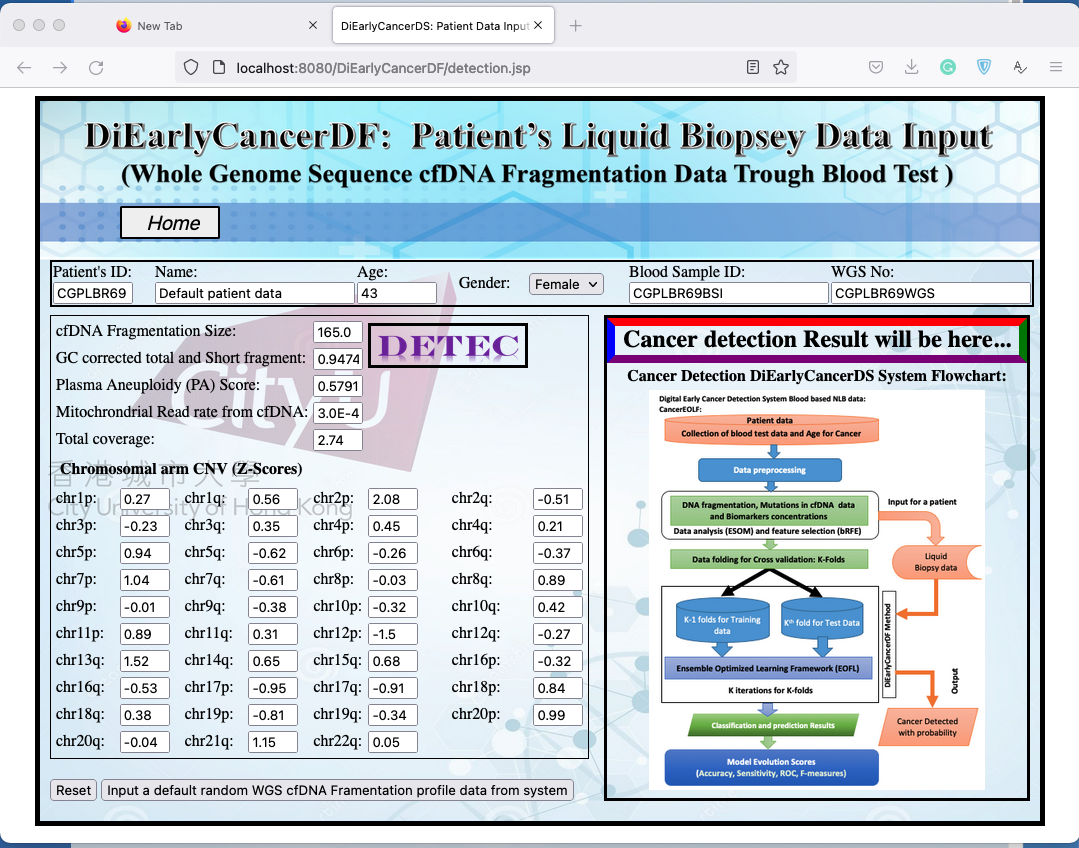 New Tab
DiEarlyCancerDS: Patient Data Input
localhost:8080/DiEarlyCancerDF/detection.jsp
DiEarlyCancerDF: Patient's Liquid Biopsey Data Input
(Whole Genome Sequence cfDNA Fragmentation Data Trough Blood Test )
Home
Patient's ID: Name: Age: Gender: Female Blood Sample ID: WGS No:
CGPLBR69 Default patient data 43 CGPLBR69BSI CGPLBR69WGS
cfDNA Fragmentation Size: 165.0
GC corrected total and Short fragment: 0.9474
DETEC
Plasma Aneuploidy (PA) Score: 0.5791
Mitochrondrial Read rate from cfDNA: 3.0E-4
Total coverage: 2.74
CityU
香港城市大學
City University of Hong Kong
Chromosomal arm CNV (Z-Scores)
chr1p: 0.27 chr1q: 0.56 chr2p: 2.08 chr2q: -0.51
chr3p: -0.23 chr3q: 0.35 chr4p: 0.45 chr4q: 0.21
chr5p: 0.94 chr5q: -0.62 chr6p: -0.26 chr6q: -0.37
chr7p: 1.04 chr7q: -0.61 chr8p: -0.03 chr8q: 0.89
chr9p: -0.01 chr9q: -0.38 chr10p: -0.32 chr10q: 0.42
chr11p: 0.89 chr11q: 0.31 chr12p: -1.5 chr12q: -0.27
chr13q: 1.52 chr14q: 0.65 chr15q: 0.68 chr16p: -0.32
chr16q: -0.53 chr17p: -0.95 chr17q: -0.91 chr18p: 0.84
chr18q: 0.38 chr19p: -0.81 chr19q: -0.34 chr20p: 0.99
chr20q: -0.04 chr21q: 1.15 chr22q: 0.05
Reset Input a default random WGS cfDNA Framentation profile data from system
Cancer detection Result will be here...
Cancer Detection DiEarlyCancerDS System Flowchart:
Digital Early Cancer Detection System Blood based NLB data:
CancerEOLF:
Patient data
Collection of blood test data and Age for Cancer
Data preprocessing
DNA fragmentation, Mutations in cfDNA data
and Biomarkers concentrations
Data analysis (ESOM) and feature selection (bRFE)
Input for a patient
Liquid
Biopsy data
Data folding for Cross validation: K-Folds
K-1 folds for Training
data
Kth fold for Test Data
DiEarlyCancerDF Method
Ensemble Optimized Learning Framework (EOFL)
K iterations for K-folds
Output
Classification and prediction Results
Cancer Detected
with probability
Model Evolution Scores
(Accuracy, Sensitivity, ROC, F-measures)